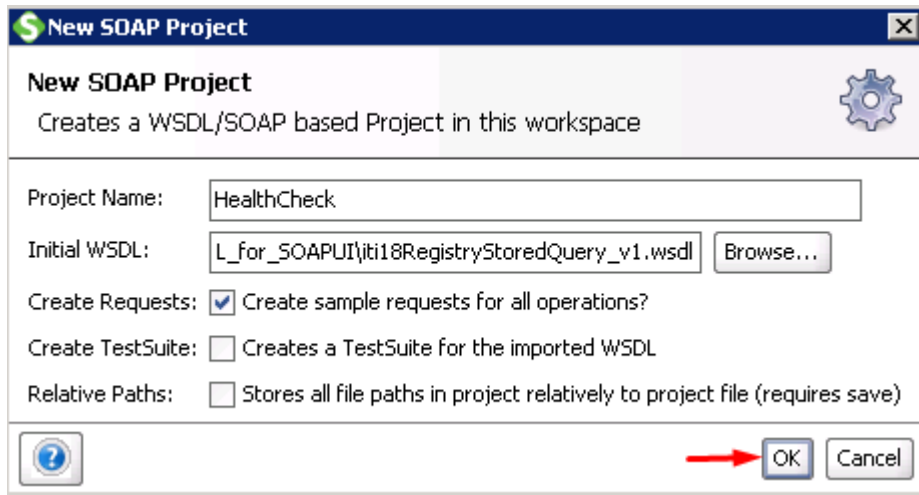 New SOAP Project
New SOAP Project
Creates a WSDL/SOAP based Project in this workspace
Project Name: HealthCheck
Initial WSDL: L_for_SOAPUI\iti18RegistryStoredQuery_v1.wsdl Browse...
Create Requests: Create sample requests for all operations?
Create TestSuite: Creates a TestSuite for the imported WSDL
Relative Paths: Stores all file paths in project relatively to project file (requires save)
? OK Cancel